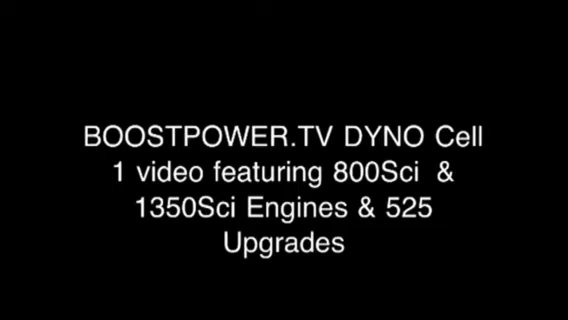 BOOSTPOWER.TV DYNO Cell
1 video featuring 800Sci & 
1350Sci Engines & 525
Upgrades